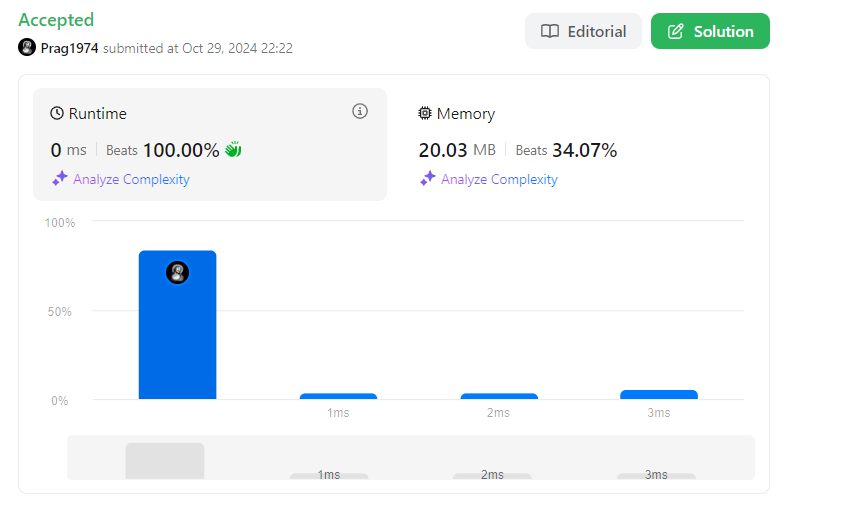 Accepted
Editorial
Solution
Prag1974 submitted at Oct 29, 2024 22:22
Runtime
Memory
0 ms Beats 100.00%
20.03 MB Beats 34.07%
Analyze Complexity
Analyze Complexity
100%
50%
0%
1ms 2ms 3ms
1ms 2ms 3ms